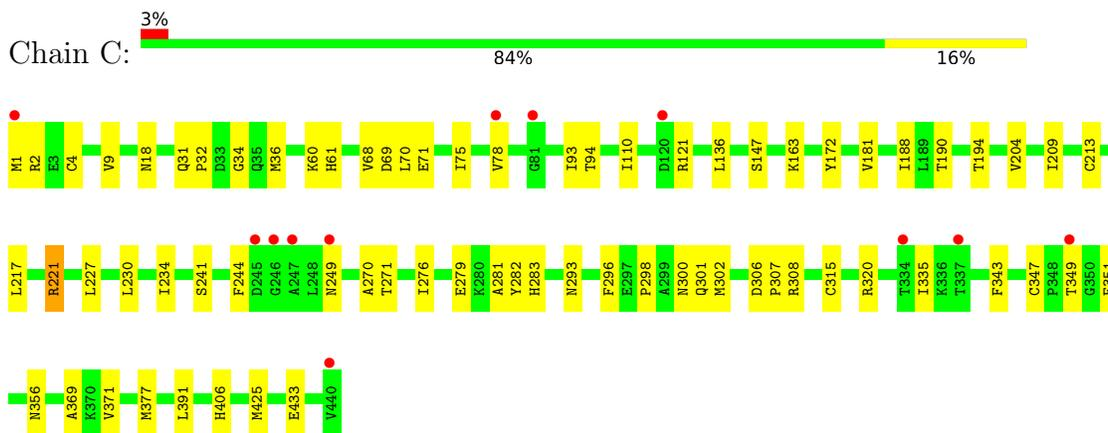 3%
Chain C:
84% 16%
M1 R2 E3 C4 V9 N18 Q31 P32 D33 G34 Q35 M36 K60 H61 V68 D69 L70 E71 I75 V78 G81 I93 T94 I110 D120 R121 L136 S147 K163 Y172 V181 I188 L189 T190 T194 V204 I209 C213
L217 R221 L227 L230 I234 S241 F244 D245 G246 A247 L248 N249 A270 T271 I276 E279 K280 A281 Y282 H283 N293 F296 E297 P298 A299 N300 Q301 M302 D306 P307 R308 C315 R320 T334 I335 K336 T337 F343 C347 P348 T349 G350
N356 A369 K370 V371 M377 L391 H406 M425 E433 V440